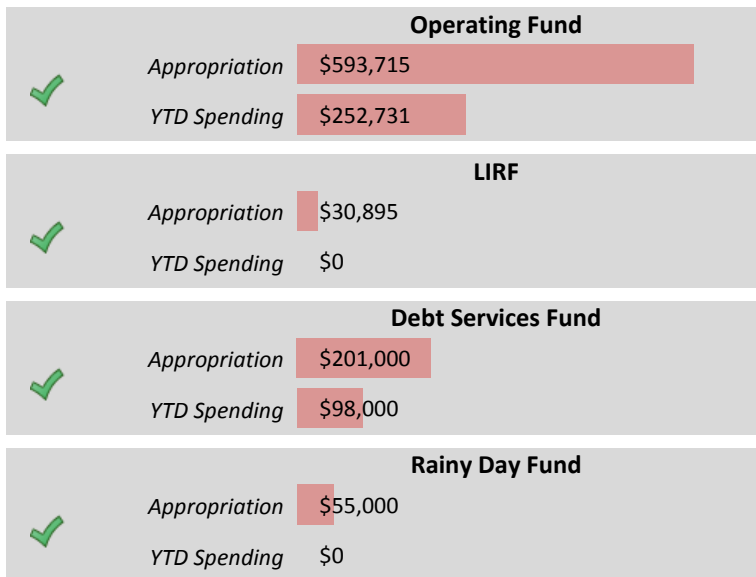 Operating Fund
Appropriation $593,715
YTD Spending $252,731
LIRF
Appropriation $30,895
YTD Spending $0
Debt Services Fund
Appropriation $201,000
YTD Spending $98,000
Rainy Day Fund
Appropriation $55,000
YTD Spending $0